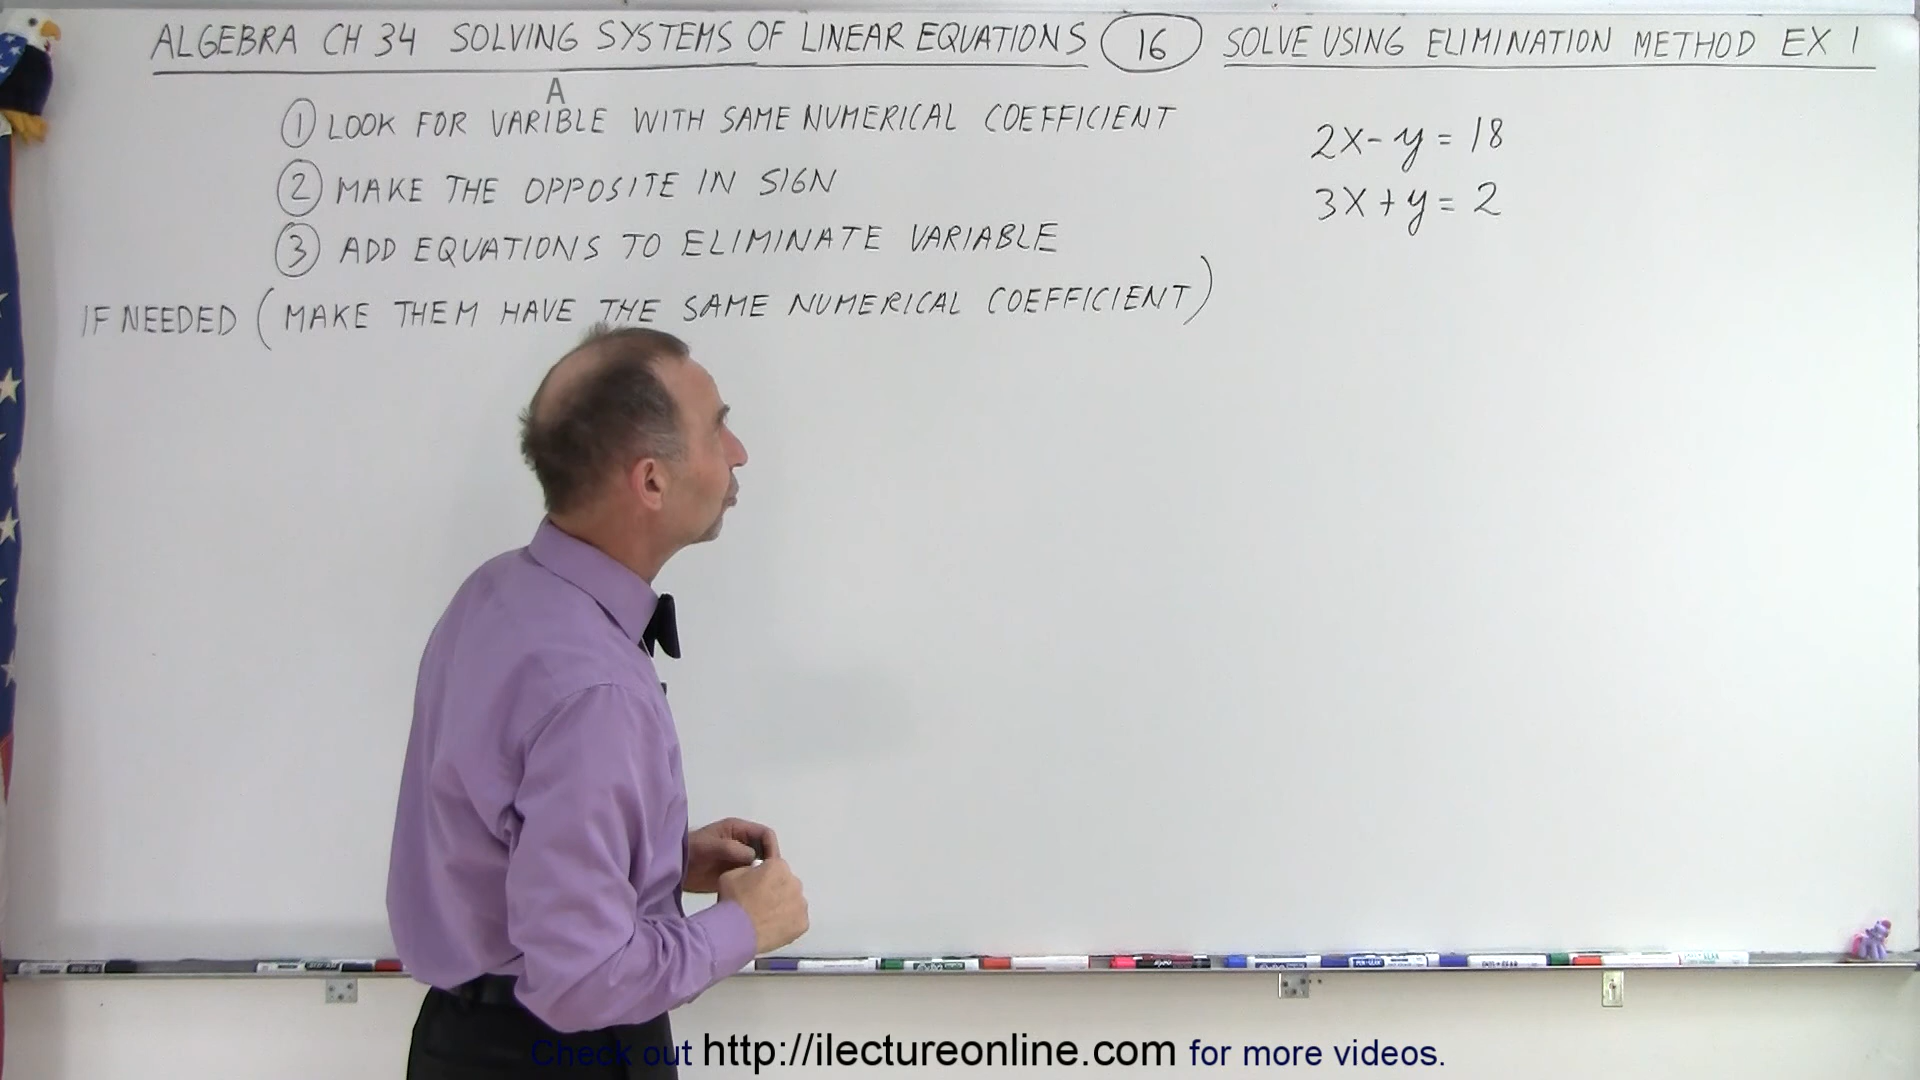 ALGEBRA CH 34 SOLVING SYSTEMS OF LINEAR EQUATIONS 16 SOLVE USING ELIMINATION METHOD EX 1
A
1 LOOK FOR VARIBLE WITH SAME NUMERICAL COEFFICIENT
2 MAKE THE OPPOSITE IN SIGN
3 ADD EQUATIONS TO ELIMINATE VARIABLE
IF NEEDED (MAKE THEM HAVE THE SAME NUMERICAL COEFFICIENT)
2X - y = 18
3X + y = 2
Check out http://ilectureonline.com for more videos.